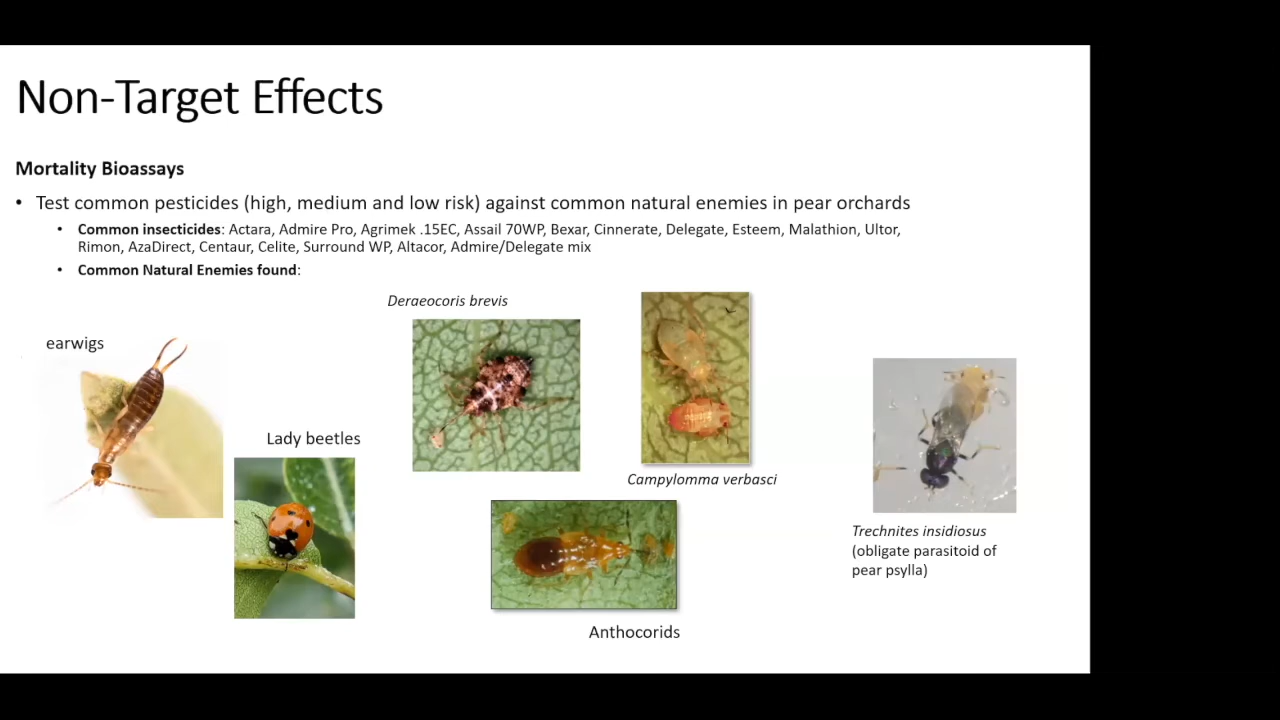 Non-Target Effects
Mortality Bioassays
• Test common pesticides (high, medium and low risk) against common natural enemies in pear orchards
• Common insecticides: Actara, Admire Pro, Agrimek .15EC, Assail 70WP, Bexar, Cinnerate, Delegate, Esteem, Malathion, Ultor,
Rimon, AzaDirect, Centaur, Celite, Surround WP, Altacor, Admire/Delegate mix
• Common Natural Enemies found:
Deraeocoris brevis
earwigs
Lady beetles
Campylomma verbasci
Trechnites insidiosus
(obligate parasitoid of
pear psylla)
Anthocorids